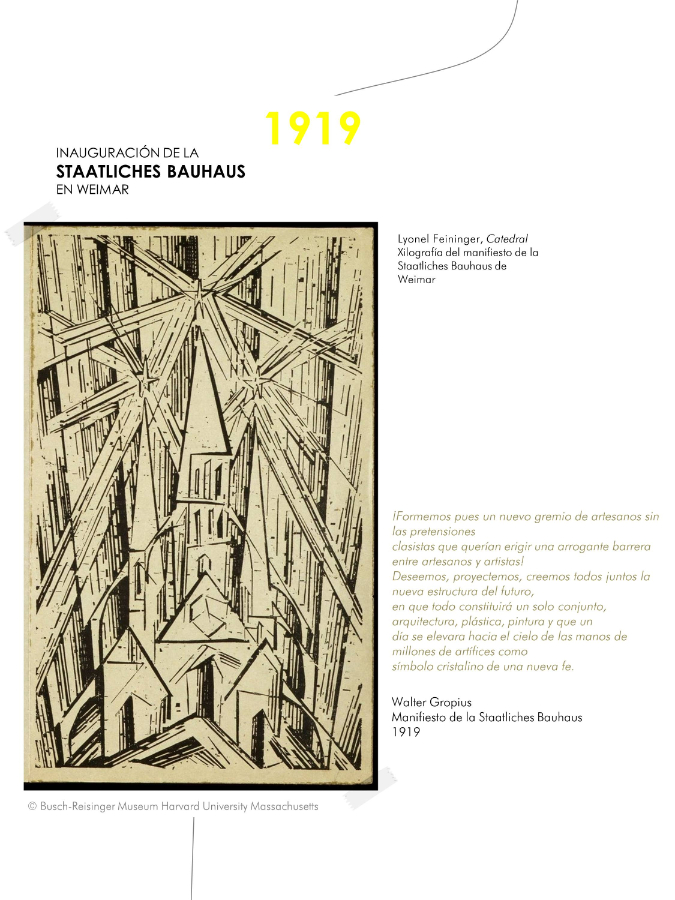 1919
INAUGURACIÓN DE LA
STAATLICHES BAUHAUS
EN WEIMAR
Lyonel Feininger, Catedral
Xilografía del manifiesto de la
Staatliches Bauhaus de
Weimar
¡Formemos pues un nuevo gremio de artesanos sin
las pretensiones
clasistas que querían erigir una arrogante barrera
entre artesanos y artistas!
Deseemos, proyectemos, creemos todos juntos la
nueva estructura del futuro,
en que todo constituirá un solo conjunto,
arquitectura, plástica, pintura y que un
día se elevara hacia el cielo de las manos de
millones de artífices como
símbolo cristalino de una nueva fe.
Walter Gropius
Manifiesto de la Staatliches Bauhaus
1919
© Busch-Reisinger Museum Harvard University Massachusetts